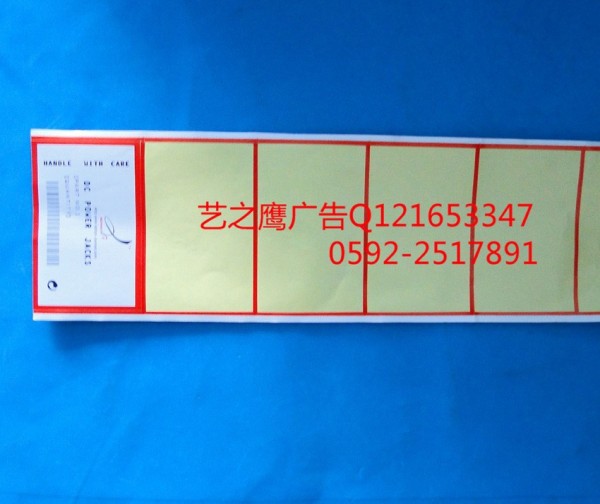 艺之鹰广告Q121653347
0592-2517891
HANDLE WITH CARE
DC POWER JACKS